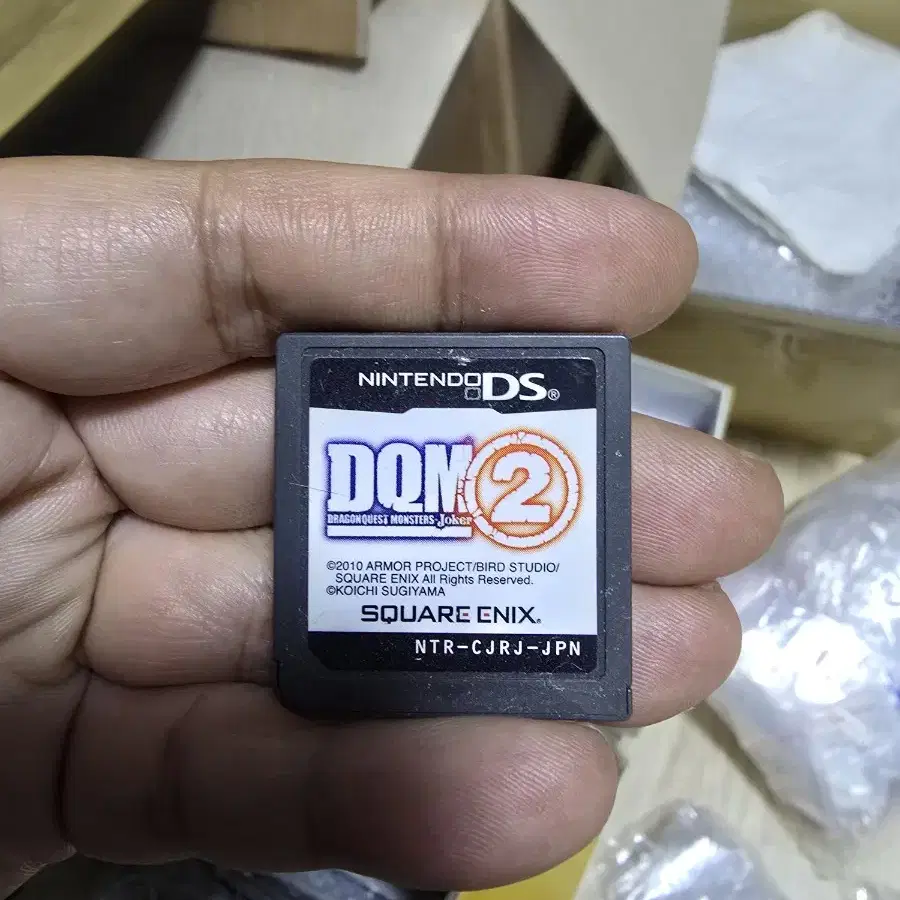 NINTENDO DS®
DQM 2
DRAGONQUEST MONSTERS-Joker
©2010 ARMOR PROJECT/BIRD STUDIO/
SQUARE ENIX All Rights Reserved.
©KOICHI SUGIYAMA
SQUARE ENIX.
NTR-CJRJ-JPN